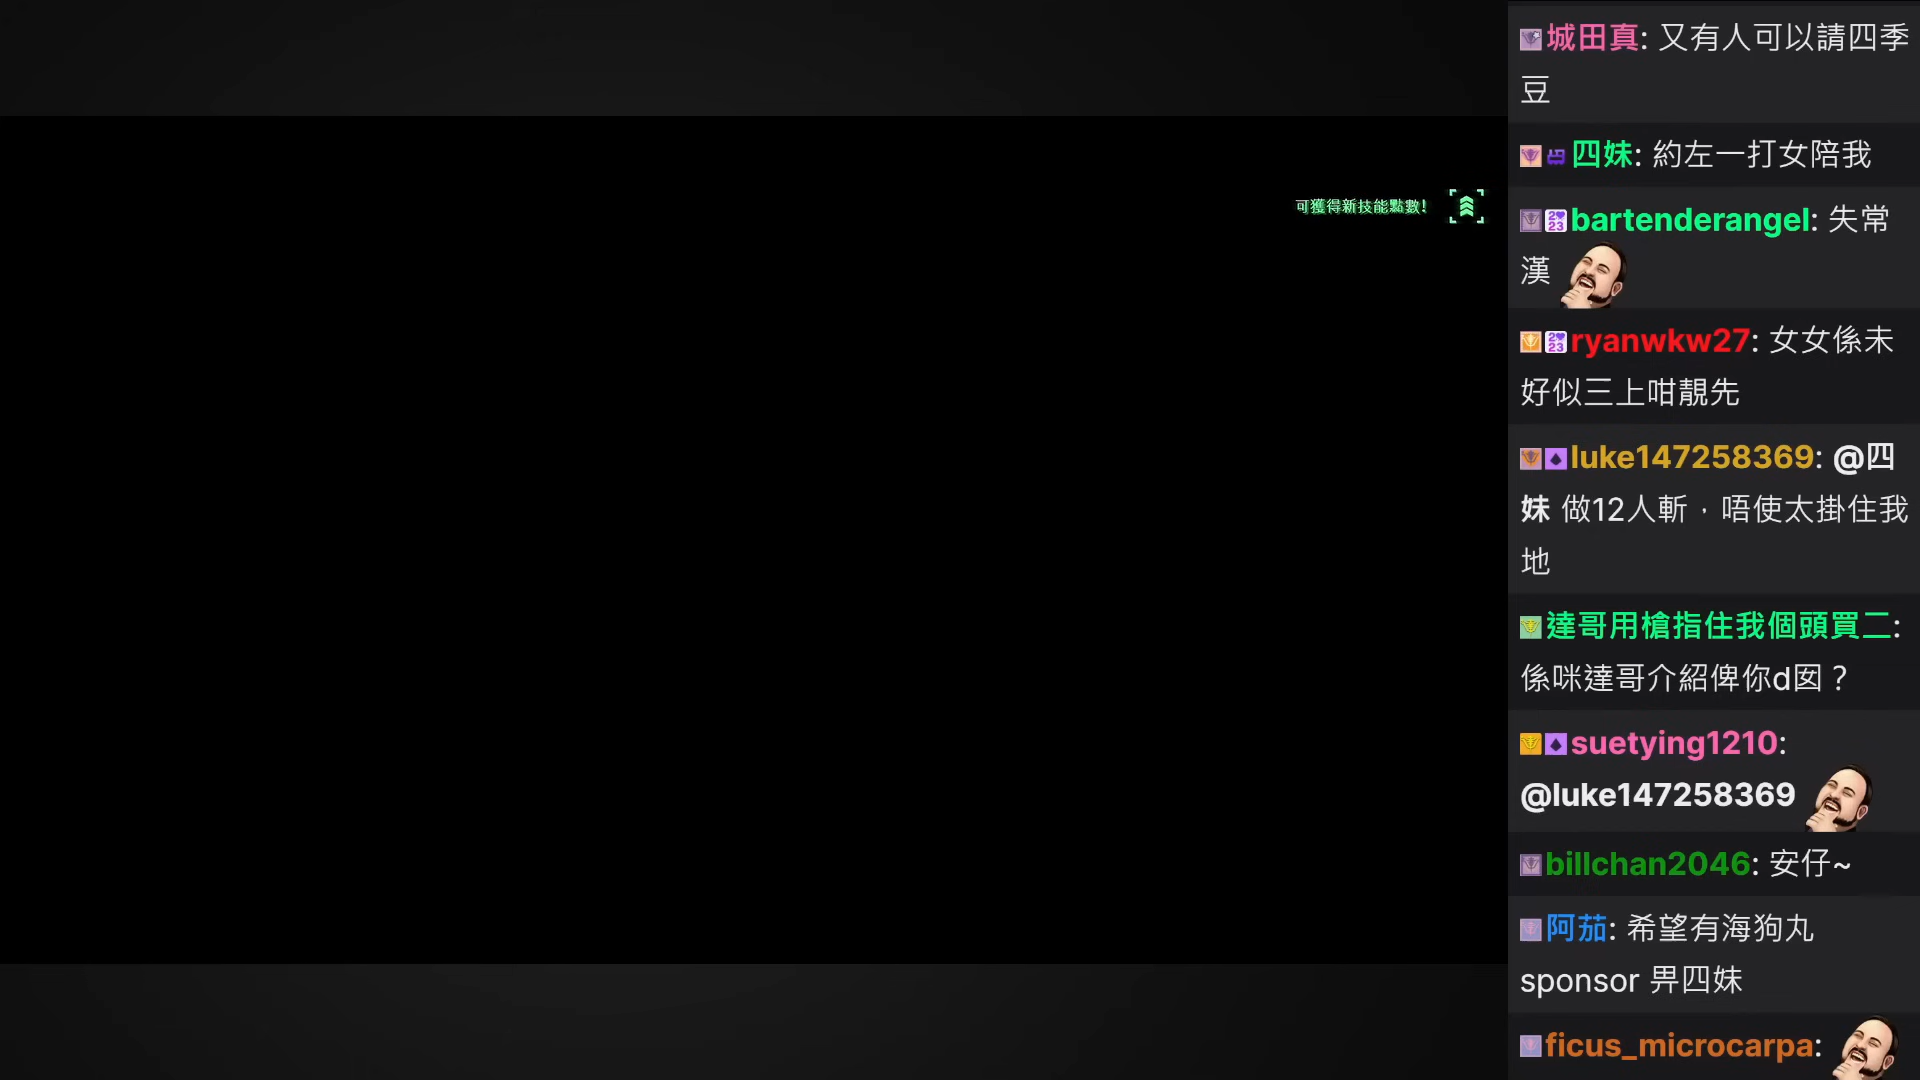 可獲得新技能點數!
城田真: 又有人可以請四季
豆
四妹: 約左一打女陪我
bartenderangel: 失常
漢
ryanwkw27: 女女係未
好似三上咁靚先
luke147258369: @四
妹 做12人斬，唔使太掛住我
地
達哥用槍指住我個頭買二:
係咪達哥介紹俾你d囡？
suetying1210:
@luke147258369
billchan2046: 安仔~
阿茄: 希望有海狗丸
sponsor 畀四妹
ficus_microcarpa: